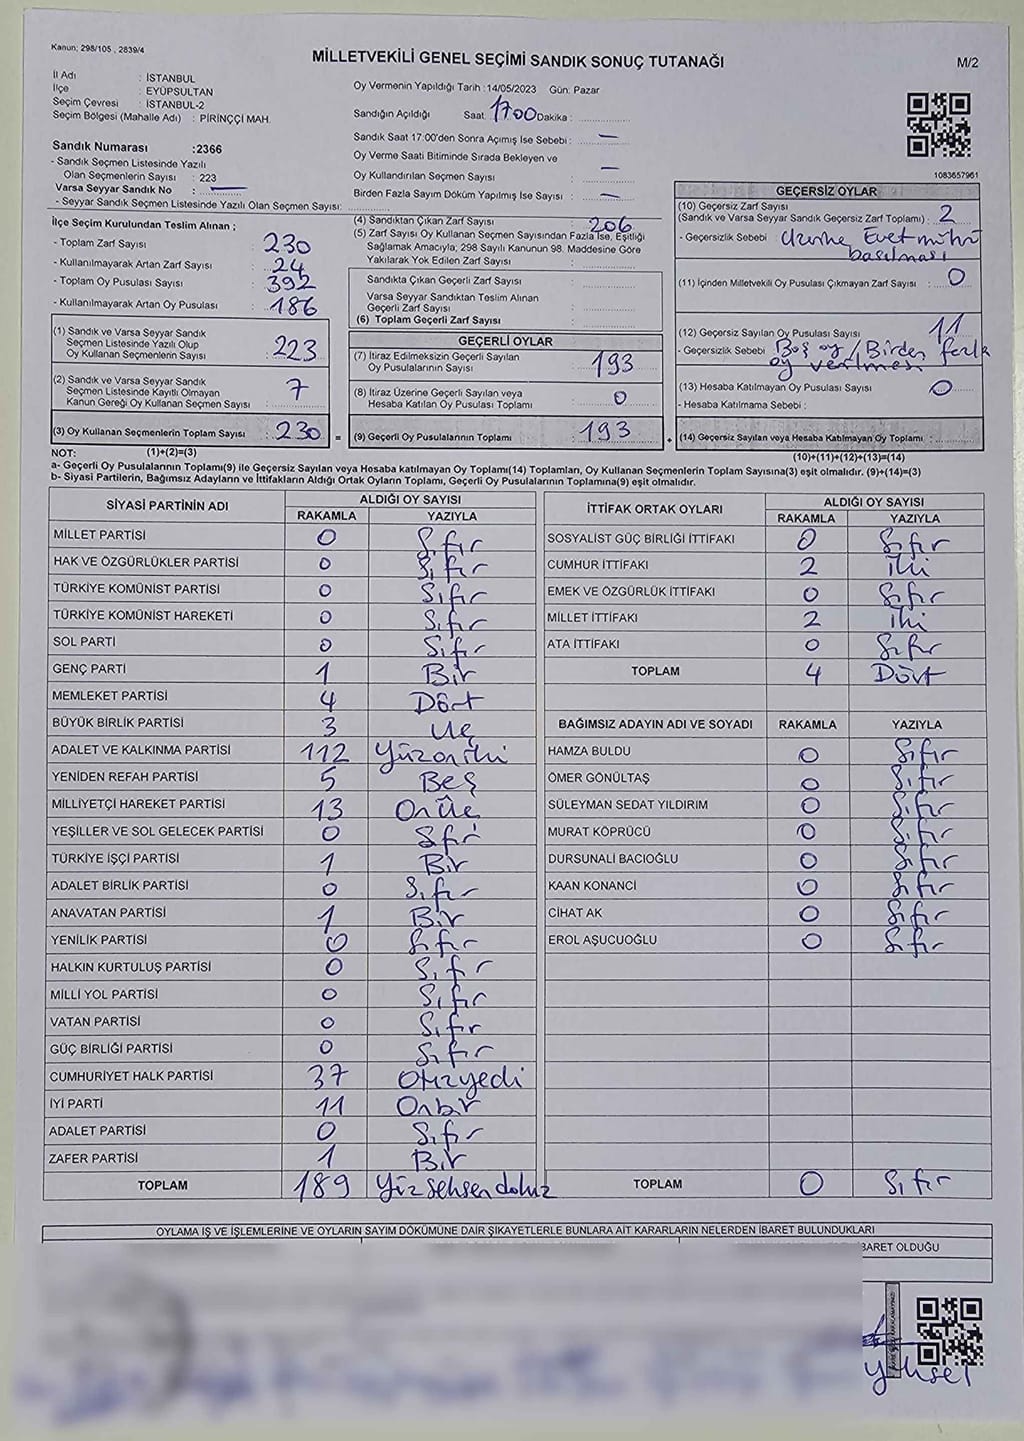 Kanun; 298/105 , 2839/4
MİLLETVEKİLİ GENEL SEÇİMİ SANDIK SONUÇ TUTANAĞI
M/2
İl Adı : İSTANBUL
İlçe : EYÜPSULTAN
Seçim Çevresi : İSTANBUL-2
Seçim Bölgesi (Mahalle Adı) : PİRİNÇÇİ MAH.
Oy Vermenin Yapıldığı Tarih : 14/05/2023 Gün: Pazar
Sandığın Açıldığı Saat: 1700 Dakika :
Sandık Saat 17:00'den Sonra Açımış İse Sebebi : —
Oy Verme Saati Bitiminde Sırada Bekleyen ve
Oy Kullandırılan Seçmen Sayısı : —
Birden Fazla Sayım Döküm Yapılmış İse Sayısı : —
Sandık Numarası :2366
- Sandık Seçmen Listesinde Yazılı
Olan Seçmenlerin Sayısı : 223
Varsa Seyyar Sandık No : —
- Seyyar Sandık Seçmen Listesinde Yazılı Olan Seçmen Sayısı:
1083657961
İlçe Seçim Kurulundan Teslim Alınan ;
- Toplam Zarf Sayısı : 230
- Kullanılmayarak Artan Zarf Sayısı : 24
- Toplam Oy Pusulası Sayısı : 392
- Kullanılmayarak Artan Oy Pusulası : 186
(1) Sandık ve Varsa Seyyar Sandık
Seçmen Listesinde Yazılı Olup
Oy Kullanan Seçmenlerin Sayısı : 223
(2) Sandık ve Varsa Seyyar Sandık
Seçmen Listesinde Kayıtlı Olmayan
Kanun Gereği Oy Kullanan Seçmen Sayısı : 7
(3) Oy Kullanan Seçmenlerin Toplam Sayısı : 230 =
(4) Sandıktan Çıkan Zarf Sayısı : 206
(5) Zarf Sayısı Oy Kullanan Seçmen Sayısından Fazla İse, Eşitliği
Sağlamak Amacıyla; 298 Sayılı Kanunun 98. Maddesine Göre
Yakılarak Yok Edilen Zarf Sayısı :
Sandıkta Çıkan Geçerli Zarf Sayısı :
Varsa Seyyar Sandıktan Teslim Alınan
Geçerli Zarf Sayısı :
(6) Toplam Geçerli Zarf Sayısı :
GEÇERLİ OYLAR
(7) İtiraz Edilmeksizin Geçerli Sayılan
Oy Pusulalarının Sayısı : 193
(8) İtiraz Üzerine Geçerli Sayılan veya
Hesaba Katılan Oy Pusulası Toplamı : 0
(9) Geçerli Oy Pusulalarının Toplamı : 193 +
GEÇERSİZ OYLAR
(10) Geçersiz Zarf Sayısı
(Sandık ve Varsa Seyyar Sandık Geçersiz Zarf Toplamı) : 2
- Geçersizlik Sebebi : Üzerine Evet mührü
basılması
(11) İçinden Milletvekili Oy Pusulası Çıkmayan Zarf Sayısı : 0
(12) Geçersiz Sayılan Oy Pusulası Sayısı : 11
- Geçersizlik Sebebi : Boş oy / Birden fazla
oy verilmesi
(13) Hesaba Katılmayan Oy Pusulası Sayısı : 0
- Hesaba Katılmama Sebebi :
(14) Geçersiz Sayılan veya Hesaba Katılmayan Oy Toplamı :
(10)+(11)+(12)+(13)=(14)
NOT: (1)+(2)=(3)
a- Geçerli Oy Pusulalarının Toplamı(9) ile Geçersiz Sayılan veya Hesaba katılmayan Oy Toplamı(14) Toplamları, Oy Kullanan Seçmenlerin Toplam Sayısına(3) eşit olmalıdır. (9)+(14)=(3)
b- Siyasi Partilerin, Bağımsız Adayların ve İttifakların Aldığı Ortak Oyların Toplamı, Geçerli Oy Pusulalarının Toplamına(9) eşit olmalıdır.
SİYASİ PARTİNİN ADI ALDIĞI OY SAYISI
RAKAMLA YAZIYLA
MİLLET PARTİSİ 0 Sıfır
HAK VE ÖZGÜRLÜKLER PARTİSİ 0 Sıfır
TÜRKİYE KOMÜNİST PARTİSİ 0 Sıfır
TÜRKİYE KOMÜNİST HAREKETİ 0 Sıfır
SOL PARTİ 0 Sıfır
GENÇ PARTİ 1 Bir
MEMLEKET PARTİSİ 4 Dört
BÜYÜK BİRLİK PARTİSİ 3 Üç
ADALET VE KALKINMA PARTİSİ 112 Yüzoniki
YENİDEN REFAH PARTİSİ 5 Beş
MİLLİYETÇİ HAREKET PARTİSİ 13 Onüç
YEŞİLLER VE SOL GELECEK PARTİSİ 0 Sıfır
TÜRKİYE İŞÇİ PARTİSİ 1 Bir
ADALET BİRLİK PARTİSİ 0 Sıfır
ANAVATAN PARTİSİ 1 Bir
YENİLİK PARTİSİ 0 Sıfır
HALKIN KURTULUŞ PARTİSİ 0 Sıfır
MİLLİ YOL PARTİSİ 0 Sıfır
VATAN PARTİSİ 0 Sıfır
GÜÇ BİRLİĞİ PARTİSİ 0 Sıfır
CUMHURİYET HALK PARTİSİ 37 Otuzyedi
İYİ PARTİ 11 Onbir
ADALET PARTİSİ 0 Sıfır
ZAFER PARTİSİ 1 Bir
TOPLAM 189 Yüzseksendokuz
İTTİFAK ORTAK OYLARI ALDIĞI OY SAYISI
RAKAMLA YAZIYLA
SOSYALİST GÜÇ BİRLİĞİ İTTİFAKI 0 Sıfır
CUMHUR İTTİFAKI 2 İki
EMEK VE ÖZGÜRLÜK İTTİFAKI 0 Sıfır
MİLLET İTTİFAKI 2 İki
ATA İTTİFAKI 0 Sıfır
TOPLAM 4 Dört
BAĞIMSIZ ADAYIN ADI VE SOYADI RAKAMLA YAZIYLA
HAMZA BULDU 0 Sıfır
ÖMER GÖNÜLTAŞ 0 Sıfır
SÜLEYMAN SEDAT YILDIRIM 0 Sıfır
MURAT KÖPRÜCÜ 0 Sıfır
DURSUNALİ BACIOĞLU 0 Sıfır
KAAN KONANCİ 0 Sıfır
CİHAT AK 0 Sıfır
EROL AŞUCUOĞLU 0 Sıfır
TOPLAM 0 Sıfır
OYLAMA İŞ VE İŞLEMLERİNE VE OYLARIN SAYIM DÖKÜMÜNE DAİR ŞİKAYETLERLE BUNLARA AİT KARARLARIN NELERDEN İBARET BULUNDUKLARI
BARET OLDUĞU
yüksel